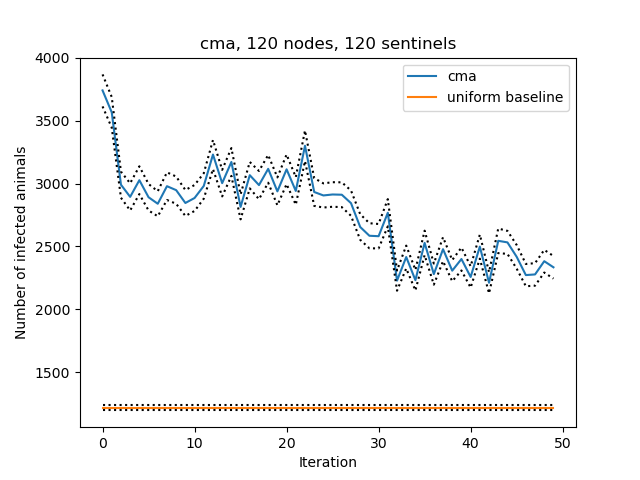 cma, 120 nodes, 120 sentinels
4000
3500
3000
2500
2000
1500
Number of infected animals
cma
uniform baseline
0 10 20 30 40 50
Iteration